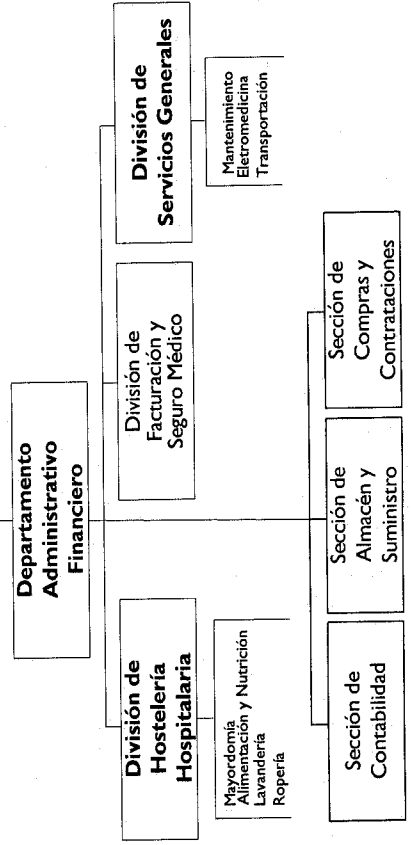 Departamento
Administrativo
Financiero
División de
Hostelería
Hospitalaria
División de
Facturación y
Seguro Médico
División de
Servicios Generales
Mayordomía
Alimentación y Nutrición
Lavandería
Ropería
Mantenimiento
Eletromedicina
Transportación
Sección de
Contabilidad
Sección de
Almacén y
Suministro
Sección de
Compras y
Contrataciones